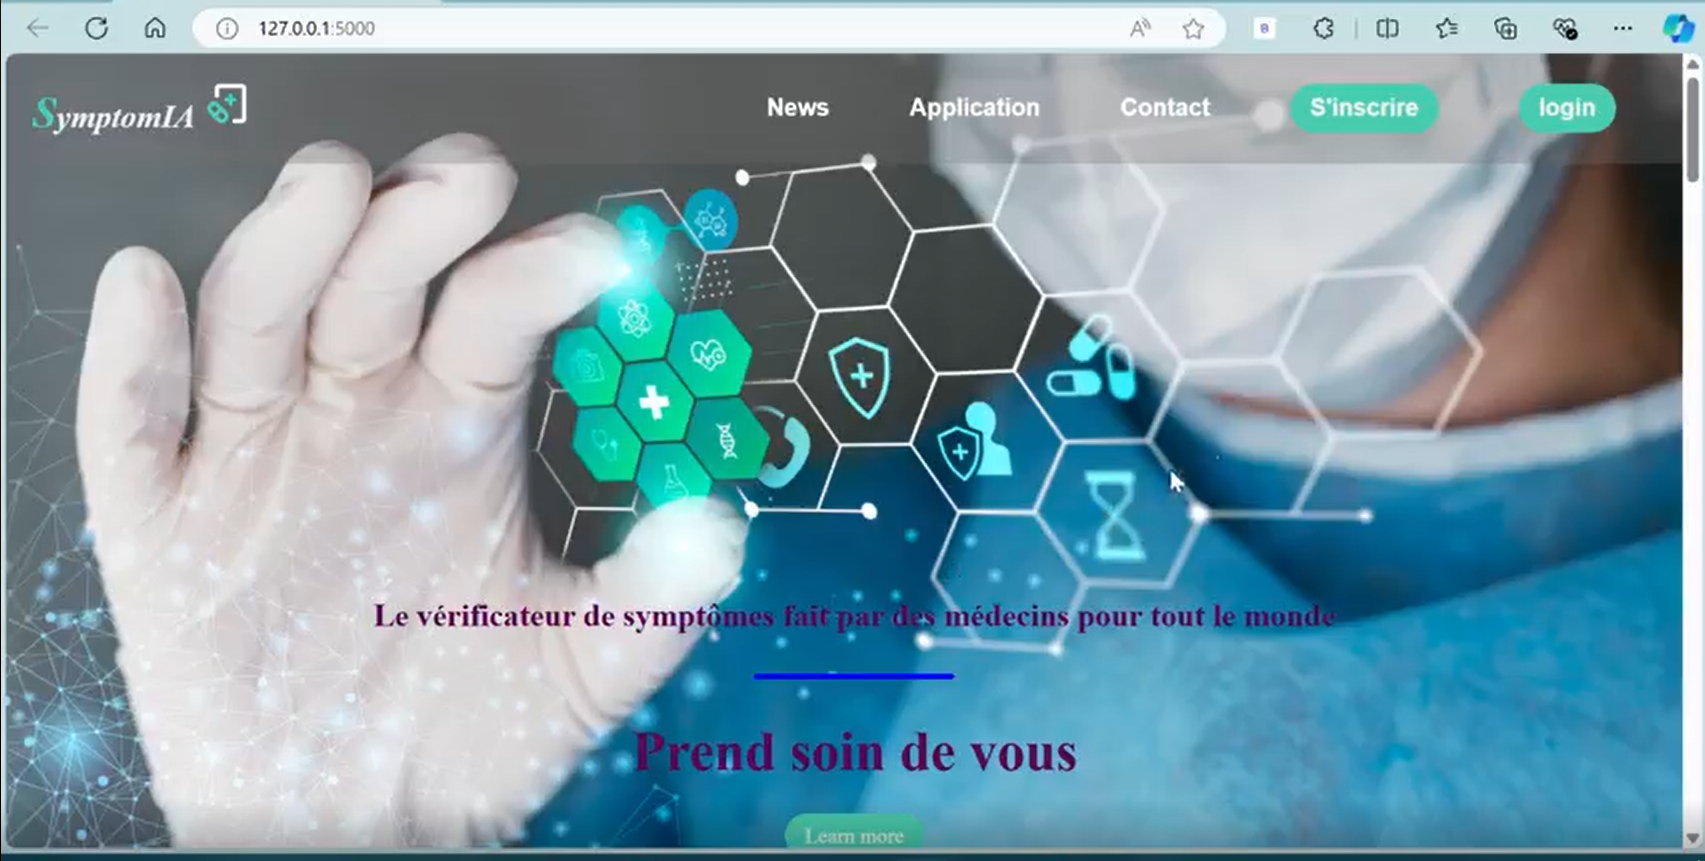 127.0.0.1:5000
SymptomIA
News
Application
Contact
S'inscrire
login
Le vérificateur de symptômes fait par des médecins pour tout le monde
Prend soin de vous
Learn more